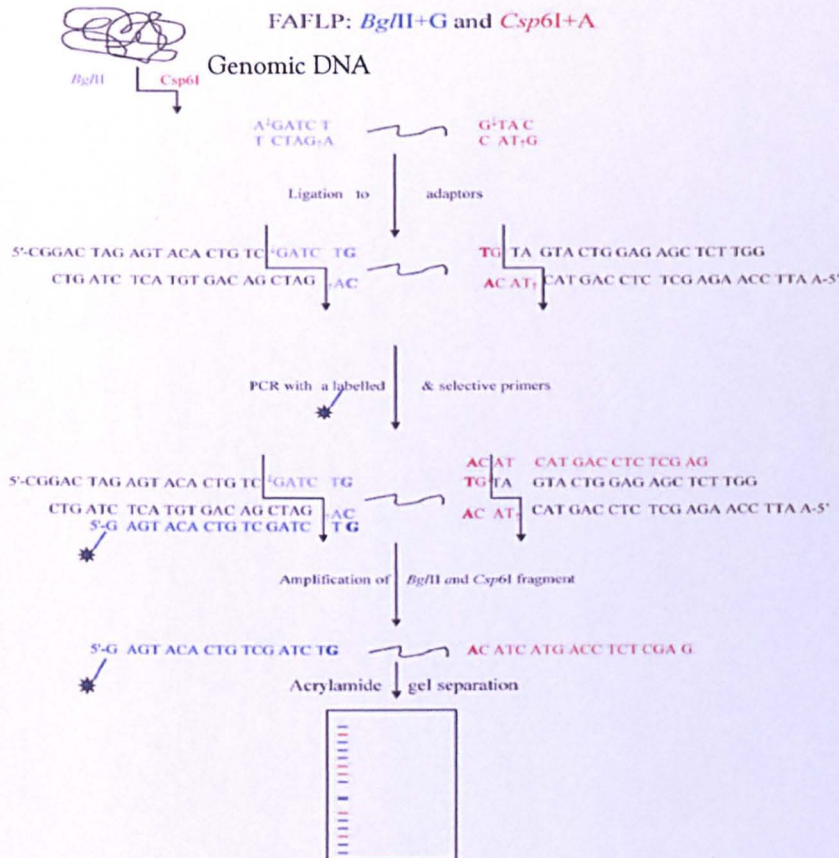 FAFLP: BglII+G and Csp6I+A
Genomic DNA
BglII Csp6I
A↓GATC T G↓TA C
T CTAG↑A C AT↑G
Ligation to adaptors
5'-CGGAC TAG AGT ACA CTG TC↓GATC TG TG TA GTA CTG GAG AGC TCT TGG
CTG ATC TCA TGT GAC AG CTAG↑AC AC AT↑ CAT GAC CTC TCG AGA ACC TTA A-5'
PCR with a labelled & selective primers
AC AT CAT GAC CTC TCG AG
5'-CGGAC TAG AGT ACA CTG TC↓GATC TG TG TA GTA CTG GAG AGC TCT TGG
CTG ATC TCA TGT GAC AG CTAG↑AC AC AT↑ CAT GAC CTC TCG AGA ACC TTA A-5'
5'-G AGT ACA CTG TCG ATC T G
Amplification of BglII and Csp6I fragment
5'-G AGT ACA CTG TCG ATC TG AC ATC ATG ACC TCT CGA G
Acrylamide gel separation